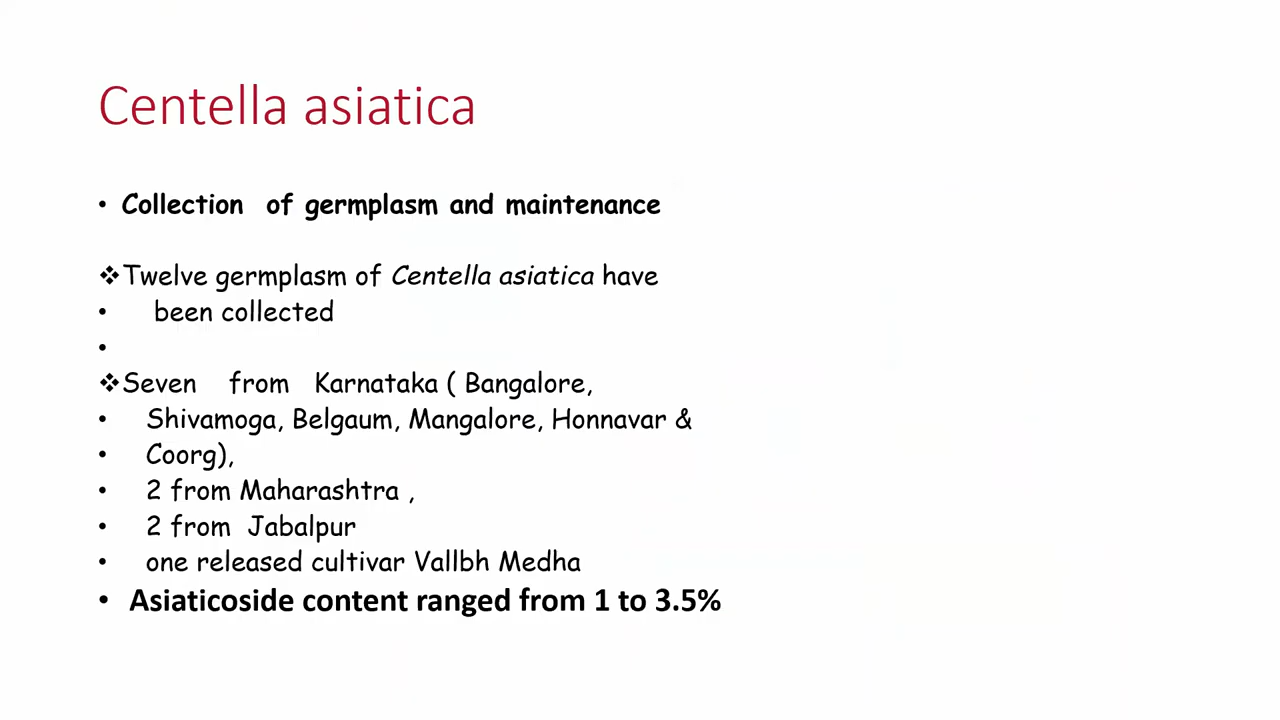 Centella asiatica
• Collection of germplasm and maintenance
❖Twelve germplasm of Centella asiatica have
• been collected
•
❖Seven from Karnataka ( Bangalore,
• Shivamoga, Belgaum, Mangalore, Honnavar &
• Coorg),
• 2 from Maharashtra ,
• 2 from Jabalpur
• one released cultivar Vallbh Medha
• Asiaticoside content ranged from 1 to 3.5%